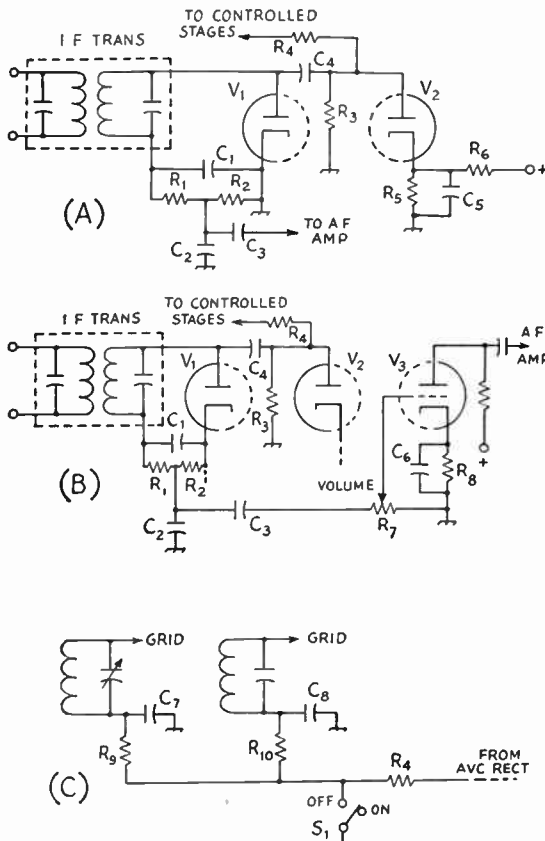 TO CONTROLLED
STAGES
R4
I F TRANS
C4
V1
V2
R3
R6
+
C1
R1
R2
R5
C5
(A)
TO A F
AMP
C2
C3
TO CONTROLLED
STAGES
R4
I F TRANS
V1
C4
V2
V3
A F
AMP
R3
+
C1
R1
R2
C6
R8
(B)
VOLUME
C2
C3
R7
GRID
GRID
C7
C8
R9
R10
R4
FROM
AVC RECT
(C)
OFF
ON
S1